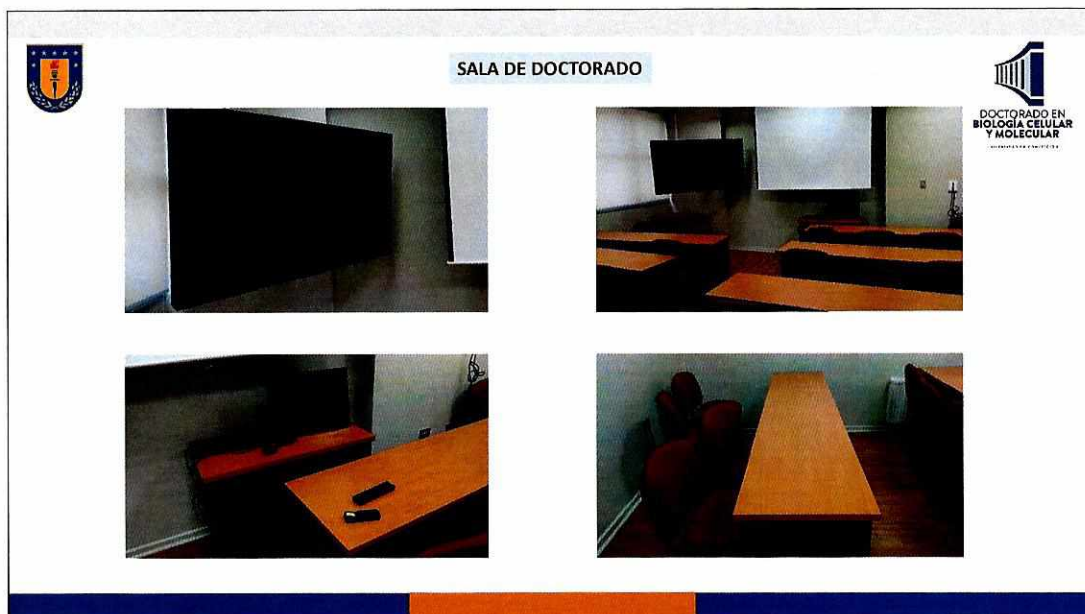 SALA DE DOCTORADO
DOCTORADO EN
BIOLOGÍA CELULAR
Y MOLECULAR